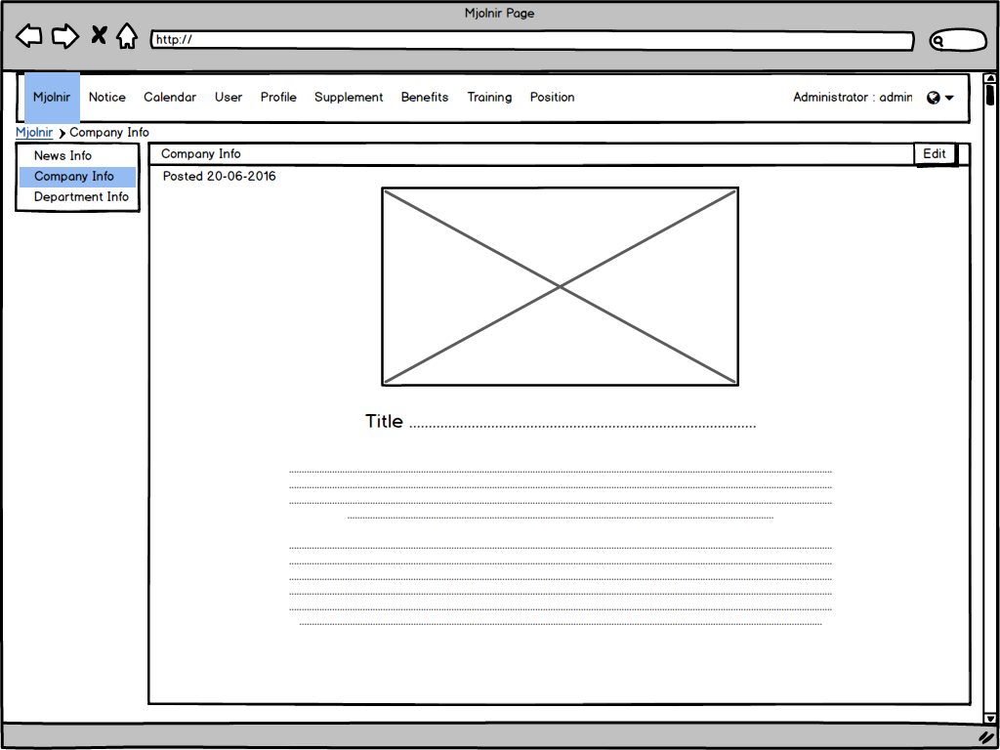 Mjolnir Page
http://
Mjolnir Notice Calendar User Profile Supplement Benefits Training Position Administrator : admin
Mjolnir Company Info
News Info
Company Info
Department Info
Company Info Edit
Posted 20-06-2016
Title ......................................................................................